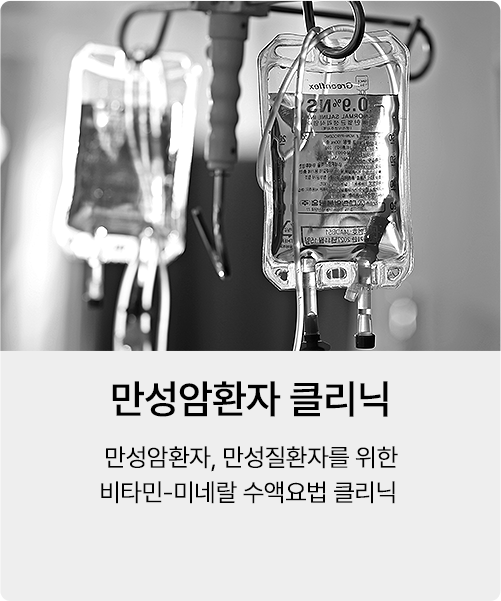 Greenflex
0.9% NS
NORMAL SALINE INJ
만성암환자 클리닉
만성암환자, 만성질환자를 위한
비타민-미네랄 수액요법 클리닉